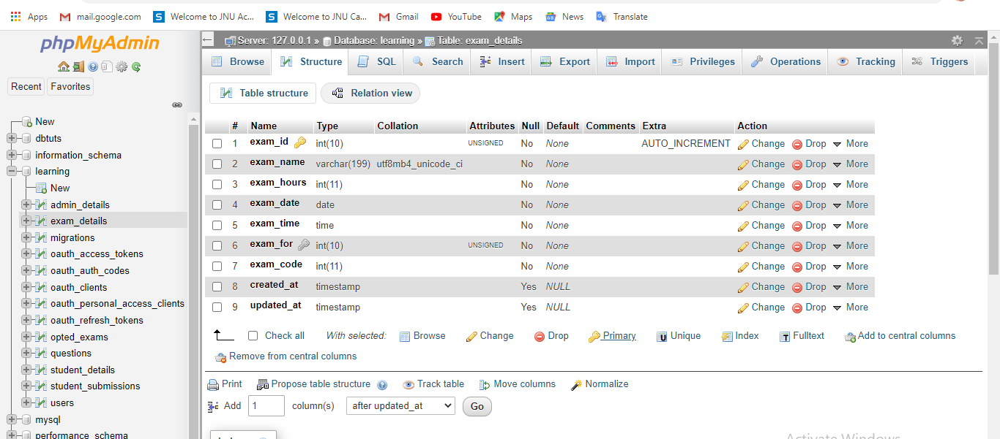 Apps mail.google.com Welcome to JNU Ac... Welcome to JNU Ca... Gmail YouTube Maps News Translate
phpMyAdmin
Recent Favorites
New
dbtuts
information_schema
learning
New
admin_details
exam_details
migrations
oauth_access_tokens
oauth_auth_codes
oauth_clients
oauth_personal_access_clients
oauth_refresh_tokens
opted_exams
questions
student_details
student_submissions
users
mysql
performance_schema
Server: 127.0.0.1 » Database: learning » Table: exam_details
Browse Structure SQL Search Insert Export Import Privileges Operations Tracking Triggers
Table structure Relation view
# Name Type Collation Attributes Null Default Comments Extra Action
1 exam_id int(10) UNSIGNED No None AUTO_INCREMENT Change Drop More
2 exam_name varchar(199) utf8mb4_unicode_ci No None Change Drop More
3 exam_hours int(11) No None Change Drop More
4 exam_date date No None Change Drop More
5 exam_time time No None Change Drop More
6 exam_for int(10) UNSIGNED No None Change Drop More
7 exam_code int(11) No None Change Drop More
8 created_at timestamp Yes NULL Change Drop More
9 updated_at timestamp Yes NULL Change Drop More
Check all With selected: Browse Change Drop Primary Unique Index Fulltext Add to central columns
Remove from central columns
Print Propose table structure Track table Move columns Normalize
Add 1 column(s) after updated_at Go
Activate Windows